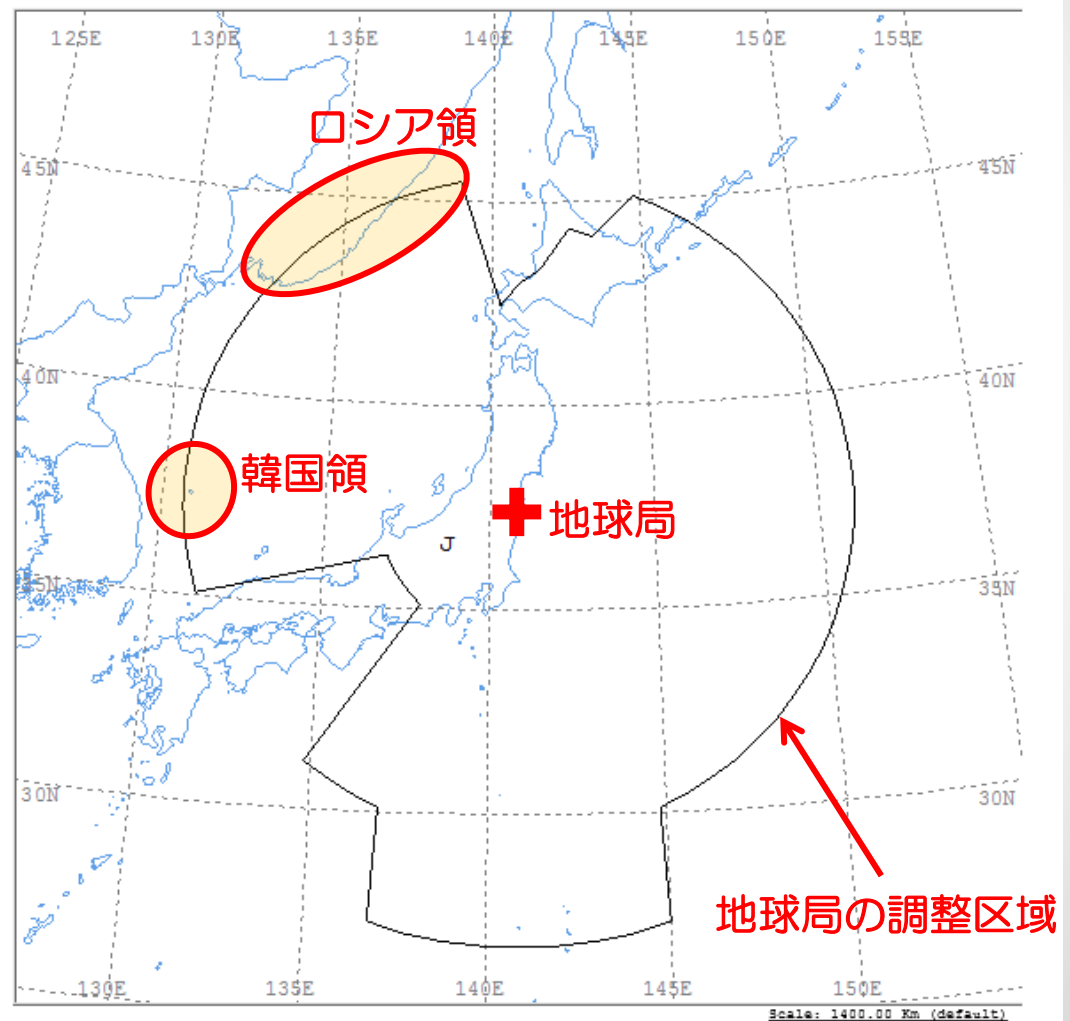 125E 130E 135E 140E 145E 150E 155E
ロシア領
45N 45N
40N 40N
韓国領
地球局
J
35N 35N
30N 30N
地球局の調整区域
130E 135E 140E 145E 150E
Scale: 1400.00 Km (default)